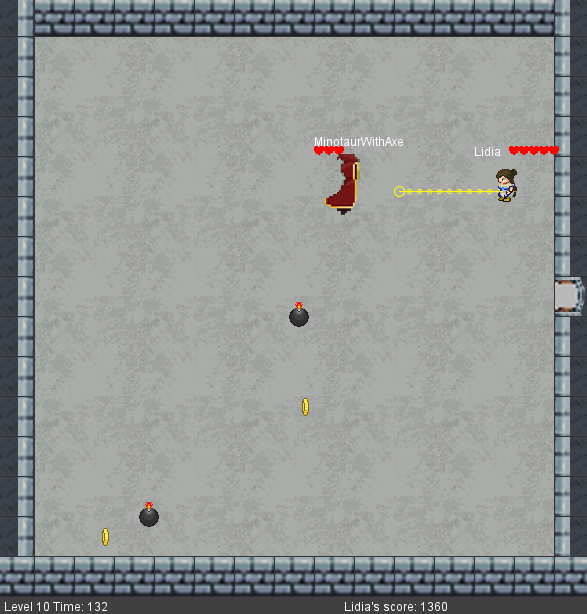 MinotaurWithAxe
Lidia
Level 10 Time: 132
Lidia's score: 1360